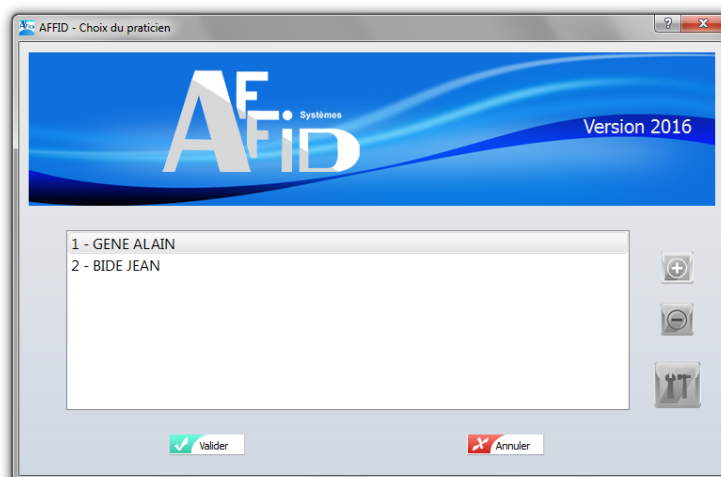 AFFID - Choix du praticien
AFFiD
Systèmes
Version 2016
1 - GENE ALAIN
2 - BIDE JEAN
Valider
Annuler